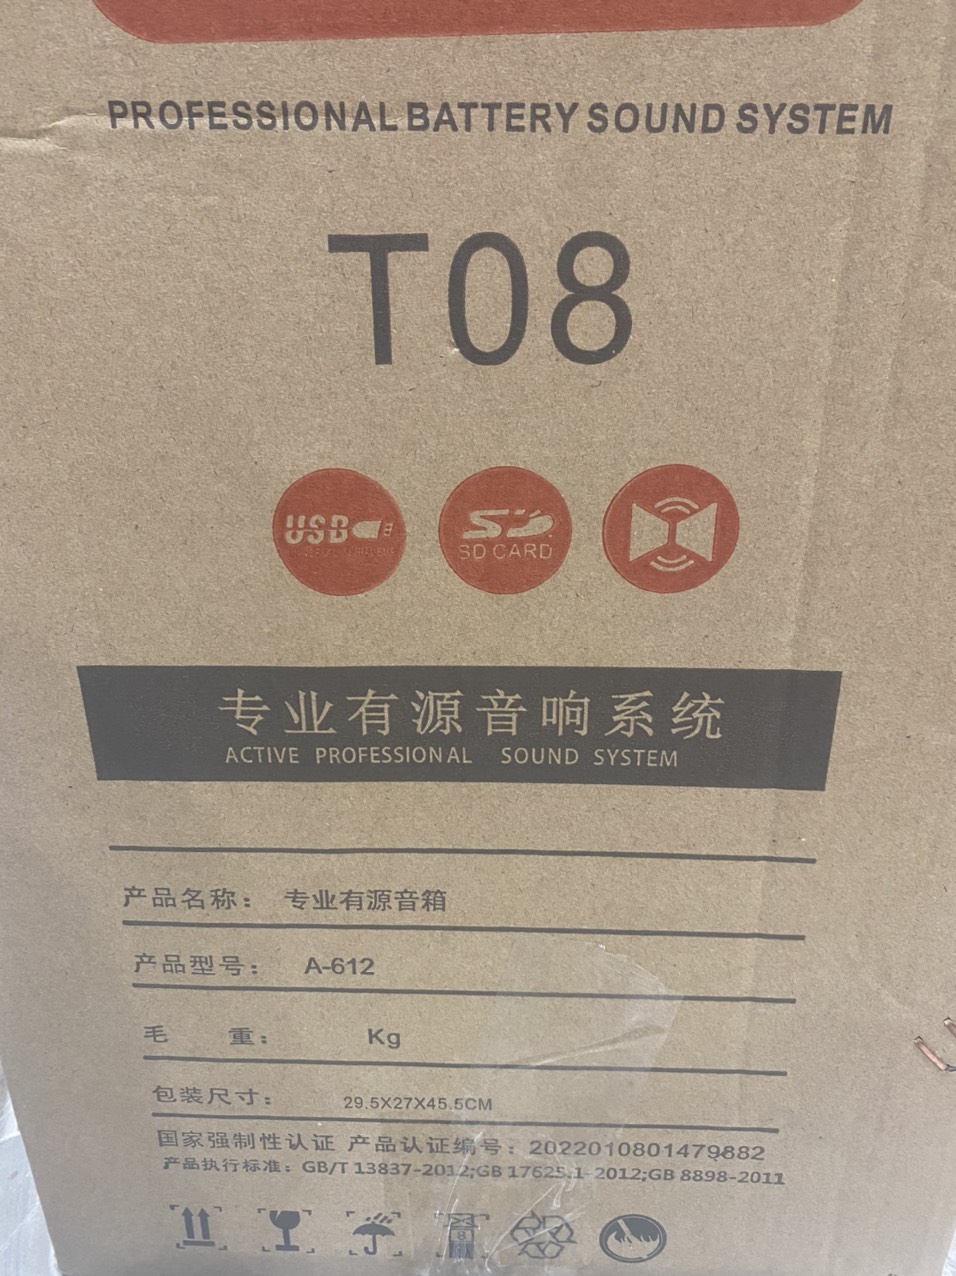 PROFESSIONAL BATTERY SOUND SYSTEM
T08
USB
SD
SD CARD
专业有源音响系统
ACTIVE PROFESSIONAL SOUND SYSTEM
产品名称： 专业有源音箱
产品型号： A-612
毛 重： Kg
包装尺寸： 29.5X27X45.5CM
国家强制性认证 产品认证编号：2022010801479882
产品执行标准：GB/T 13837-2012;GB 17625.1-2012;GB 8898-2011
8